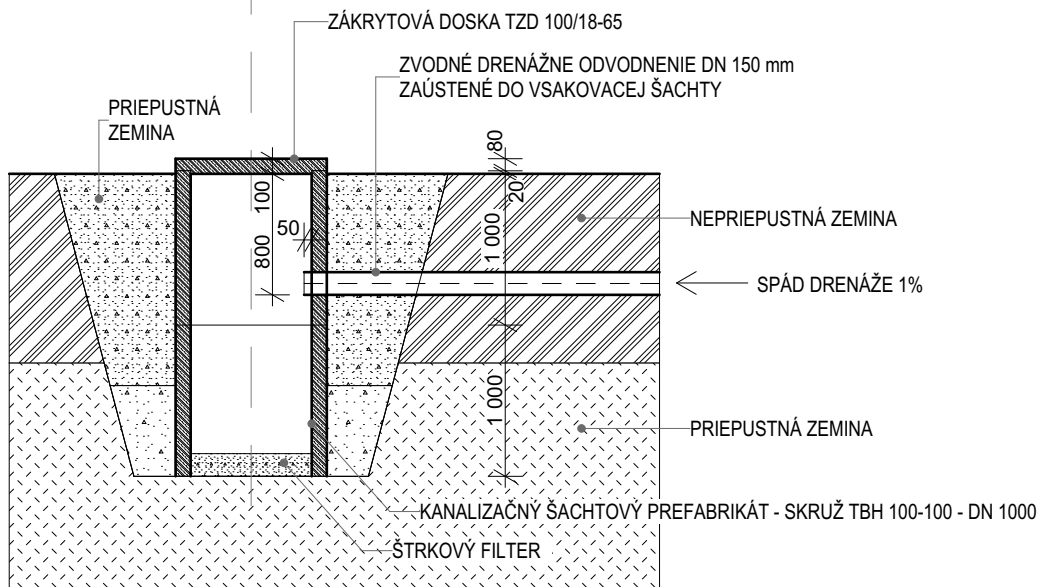 ZÁKRYTOVÁ DOSKA TZD 100/18-65
ZVODNÉ DRENÁŽNE ODVODNENIE DN 150 mm
ZAÚSTENÉ DO VSAKOVACEJ ŠACHTY
PRIEPUSTNÁ
ZEMINA
80
20
100
1 000
50
800
NEPRIEPUSTNÁ ZEMINA
SPÁD DRENÁŽE 1%
1 000
PRIEPUSTNÁ ZEMINA
KANALIZAČNÝ ŠACHTOVÝ PREFABRIKÁT - SKRUŽ TBH 100-100 - DN 1000
ŠTRKOVÝ FILTER